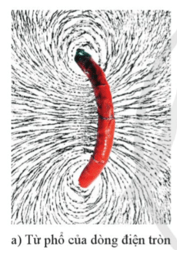 a) Từ phổ của dòng điện tròn